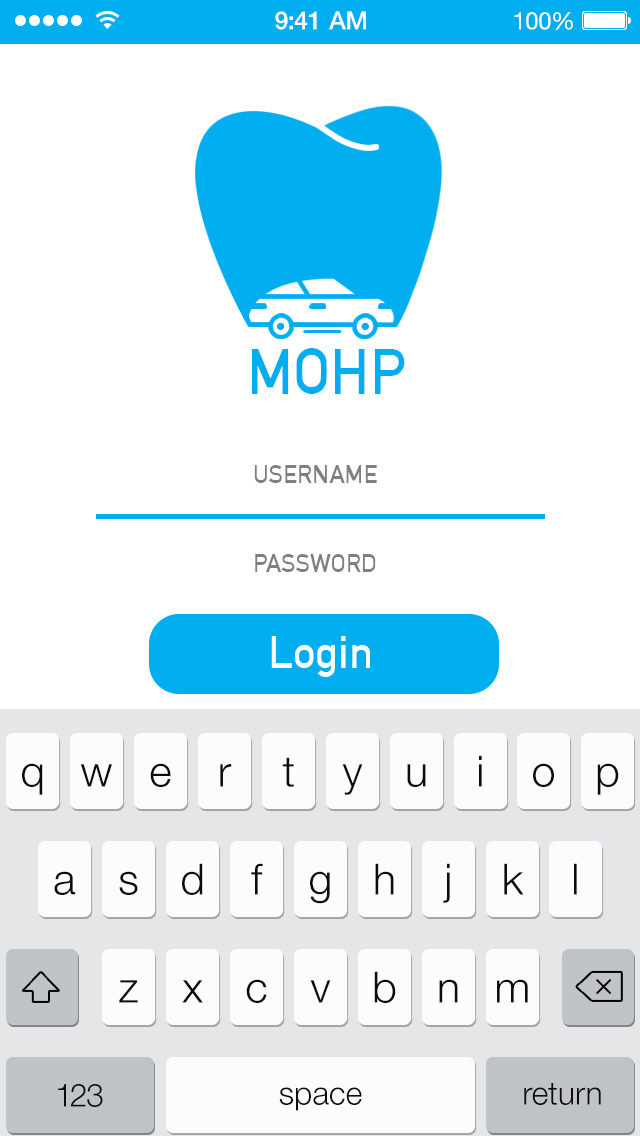 9:41 AM 100%
MOHP
USERNAME
PASSWORD
Login
q w e r t y u i o p
a s d f g h j k l
z x c v b n m
123 space return